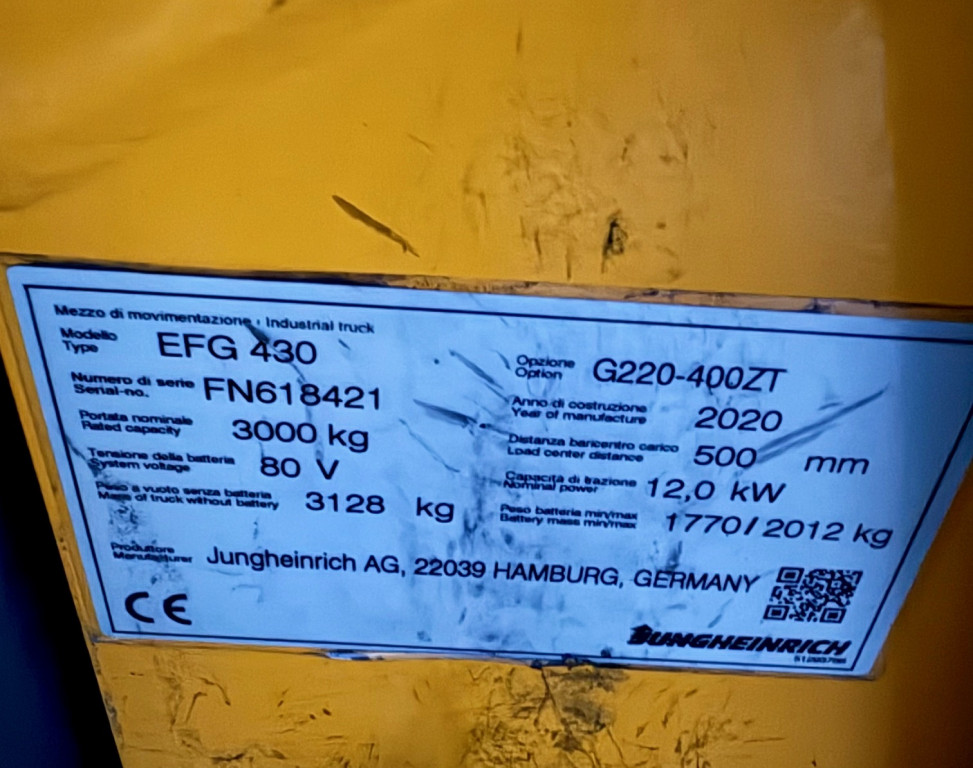 Mezzo di movimentazione · Industrial truck
Modello
Type
EFG 430
Opzione
Option
G220-400ZT
Numero di serie
Serial-no.
FN618421
Anno di costruzione
Year of manufacture
2020
Portata nominale
Rated capacity
3000 kg
Distanza baricentro carico
Load center distance
500 mm
Tensione della batteria
System voltage
80 V
Capacità di trazione
Nominal power
12,0 kW
Peso a vuoto senza batteria
Mass of truck without battery
3128 kg
Peso batteria min/max
Battery mass min/max
1770/2012 kg
Produttore
Manufacturer
Jungheinrich AG, 22039 HAMBURG, GERMANY
CE
JUNGHEINRICH